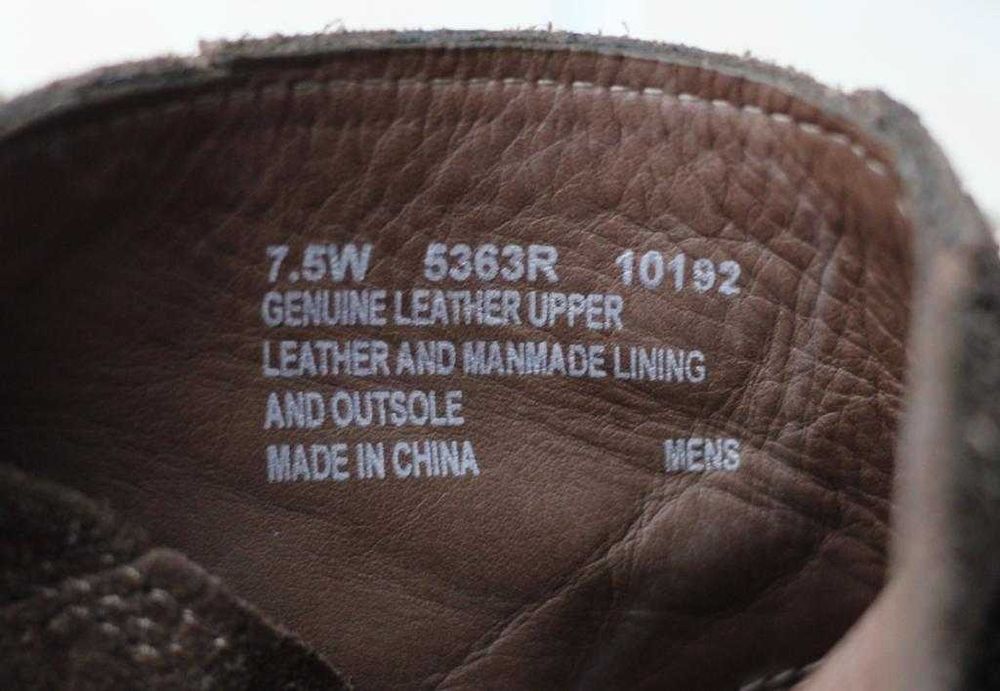 7.5W 5363R 10192
GENUINE LEATHER UPPER
LEATHER AND MANMADE LINING
AND OUTSOLE
MADE IN CHINA MENS